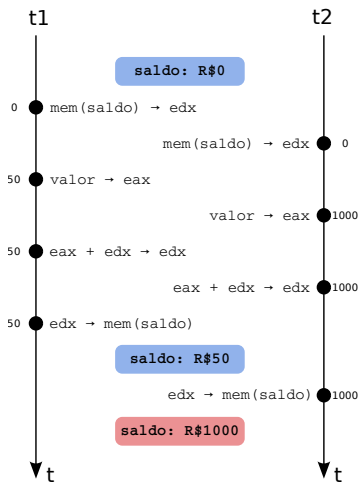 t1 t2
saldo: R$0
0 mem(saldo) → edx
mem(saldo) → edx 0
50 valor → eax
valor → eax 1000
50 eax + edx → edx
eax + edx → edx 1000
50 edx → mem(saldo)
saldo: R$50
edx → mem(saldo) 1000
saldo: R$1000
t t